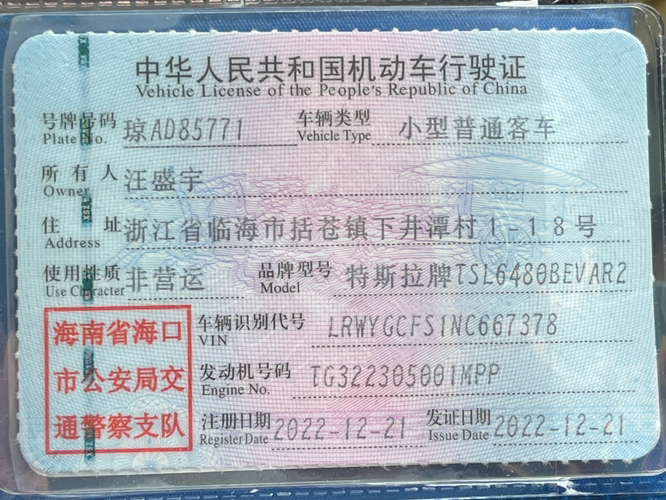 中华人民共和国机动车行驶证
Vehicle License of the People's Republic of China
号牌号码 琼AD85771 车辆类型 小型普通客车
Plate No. Vehicle Type
所有人 汪盛宇
Owner
住址 浙江省临海市括苍镇下井潭村1-18号
Address
使用性质 非营运 品牌型号 特斯拉牌TSL6480BEVAR2
Use Character Model
海南省海口
市公安局交
通警察支队
车辆识别代号 LRWYGCFS1NC667378
VIN
发动机号码 TG322305001MPP
Engine No.
注册日期 2022-12-21 发证日期 2022-12-21
Register Date Issue Date